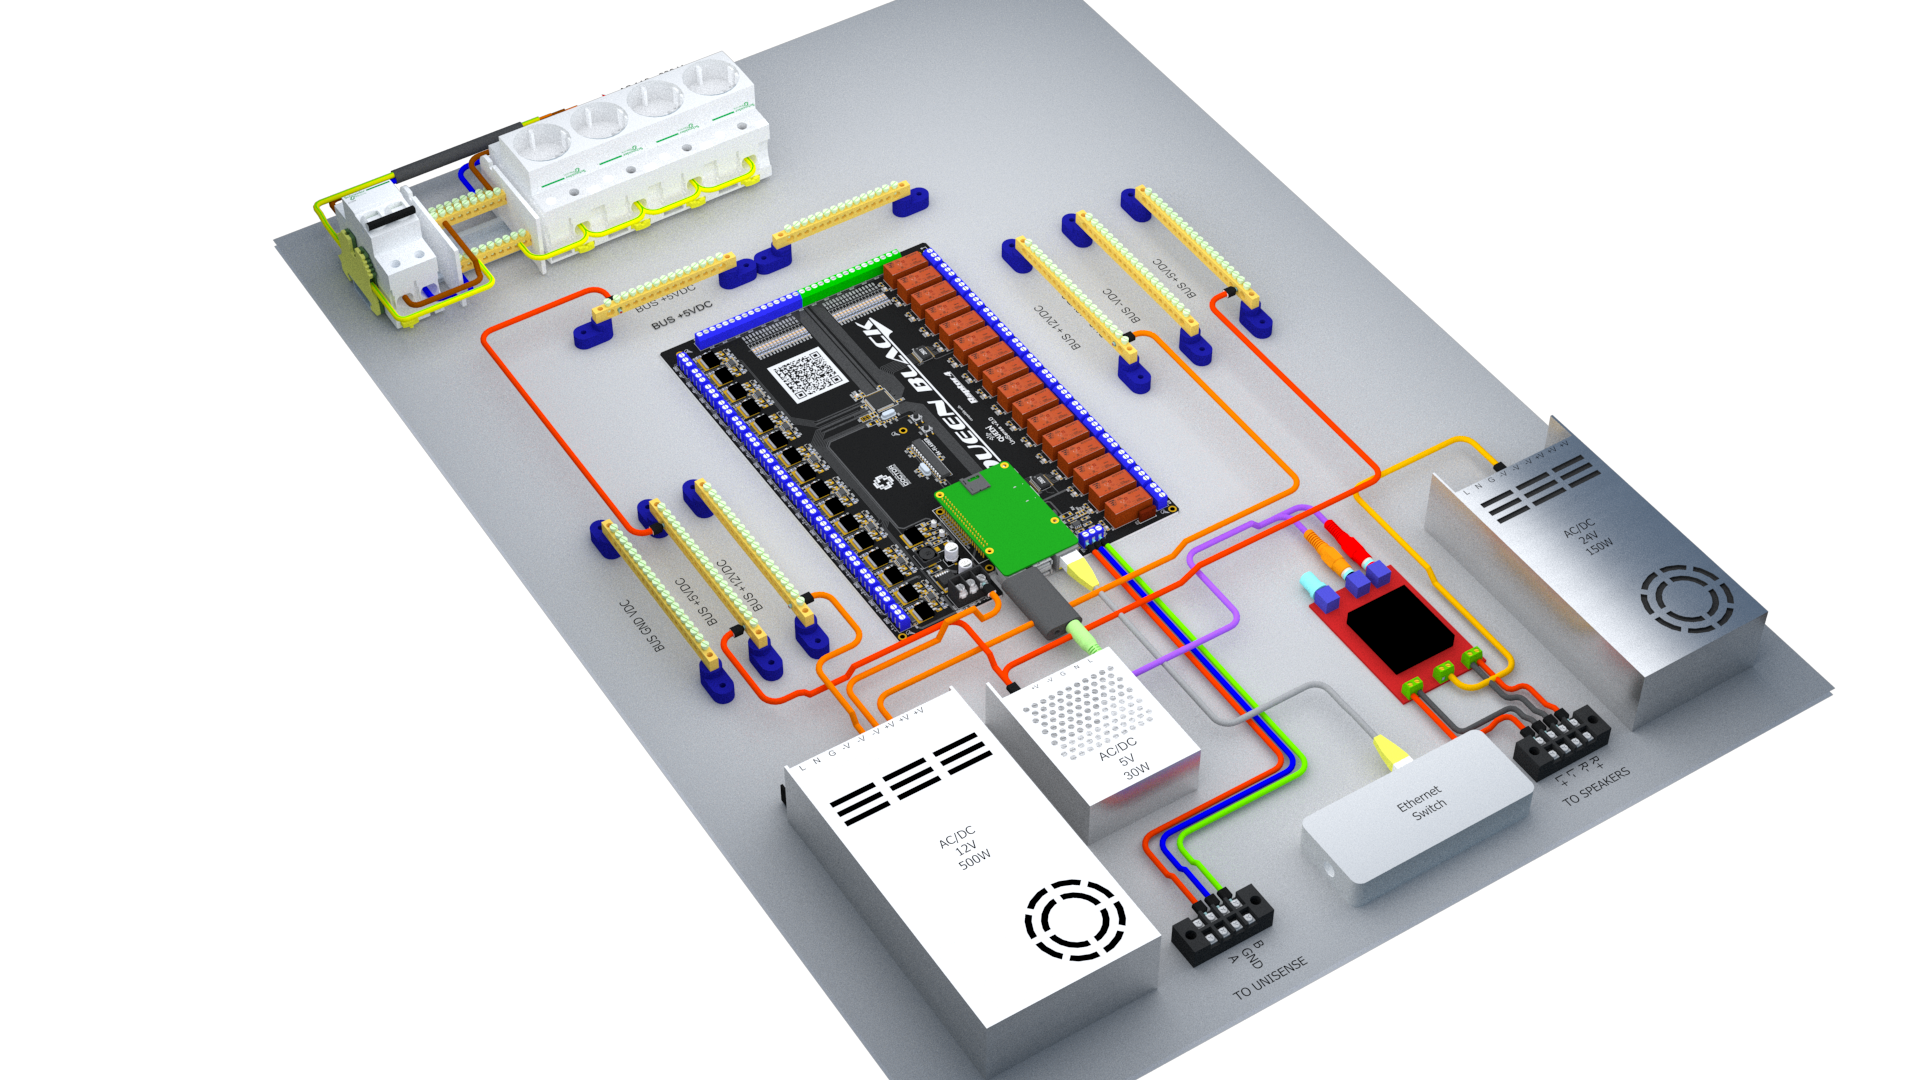 BUS +5VDC
BUS +5VDC
BUS +12VDC
BUS -VDC
BUS +5VDC
QUEEN BLACK
BUS GND VDC
BUS +5VDC
BUS +12VDC
L N G -V -V +V +V
AC/DC
24V
150W
L N G -V -V -V +V +V +V
AC/DC
12V
500W
AC/DC
5V
30W
Ethernet
Switch
L+ L- R- R+
TO SPEAKERS
A GND B
TO UNISENSE